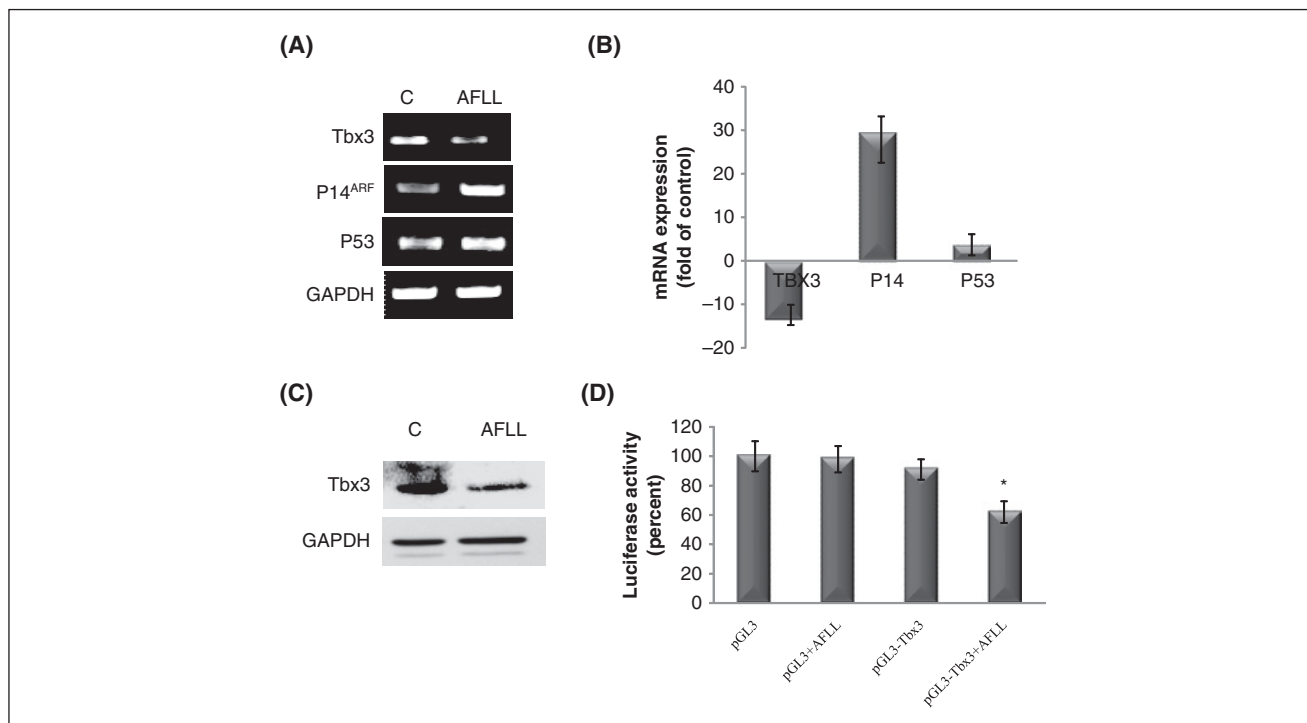 (A)
C AFLL
Tbx3
P14ARF
P53
GAPDH
(B)
mRNA expression
(fold of control)
40
30
20
10
0
−10
−20
TBX3 P14 P53
(C)
C AFLL
Tbx3
GAPDH
(D)
Luciferase activity
(percent)
120
100
80
60
40
20
0
*
pGL3
pGL3+AFLL
pGL3-Tbx3
pGL3-Tbx3+AFLL